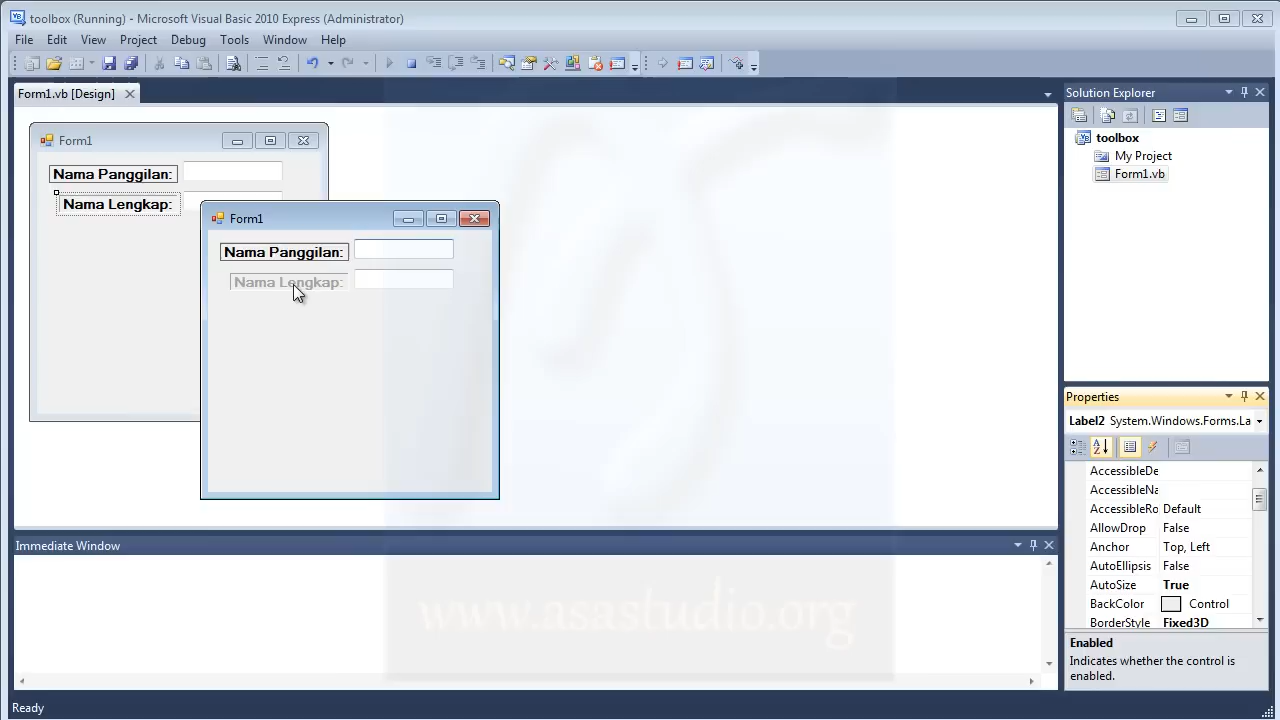 toolbox (Running) - Microsoft Visual Basic 2010 Express (Administrator)
File Edit View Project Debug Tools Window Help
Form1.vb [Design]
Form1
Nama Panggilan:
Nama Lengkap:
Form1
Nama Panggilan:
Nama Lengkap:
Immediate Window
www.asastudio.org
Solution Explorer
toolbox
My Project
Form1.vb
Properties
Label2 System.Windows.Forms.La
AccessibleDe
AccessibleNa
AccessibleRo Default
AllowDrop False
Anchor Top, Left
AutoEllipsis False
AutoSize True
BackColor Control
BorderStyle Fixed3D
Enabled
Indicates whether the control is
enabled.
Ready